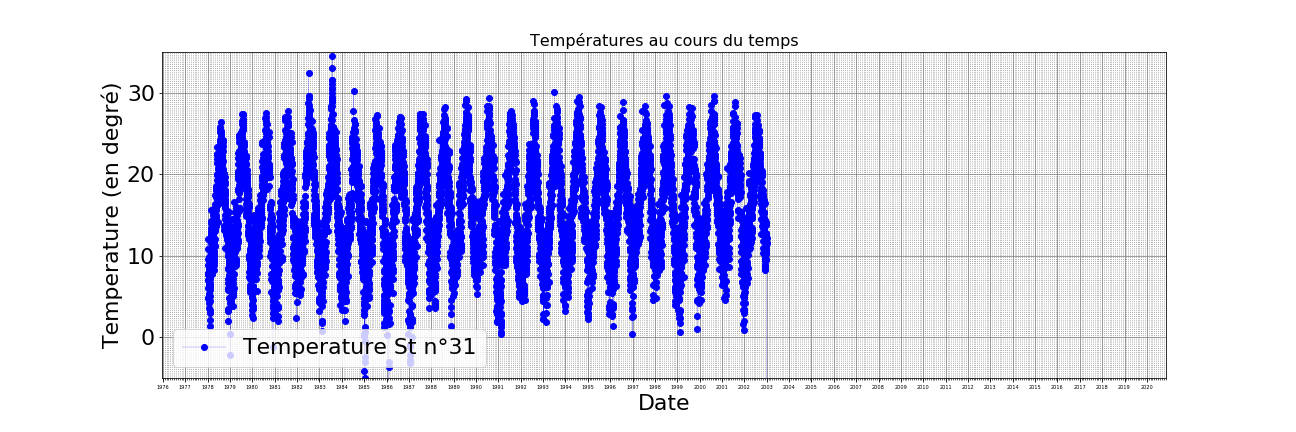 Températures au cours du temps
Temperature (en degré)
30
20
10
0
Temperature St n°31
1976 1977 1978 1979 1980 1981 1982 1983 1984 1985 1986 1987 1988 1989 1990 1991 1992 1993 1994 1995 1996 1997 1998 1999 2000 2001 2002 2003 2004 2005 2006 2007 2008 2009 2010 2011 2012 2013 2014 2015 2016 2017 2018 2019 2020
Date